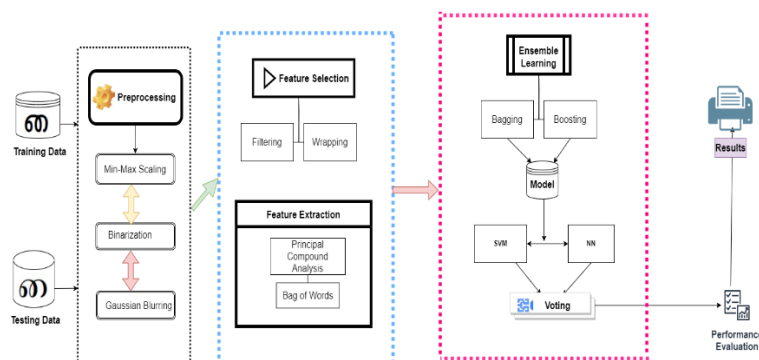 ത
Training Data
ണ
Testing Data
Preprocessing
Min-Max Scaling
Binarization
Gaussian Blurring
Feature Selection
Filtering
Wrapping
Feature Extraction
Principal
Compound
Analysis
Bag of Words
Ensemble
Learning
Bagging
Boosting
Model
SVM
NN
Voting
Results
Performance
Evaluation